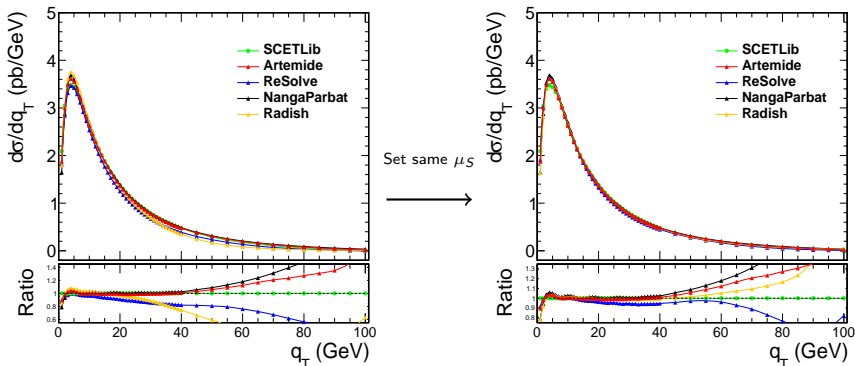 dσ/dq_T (pb/GeV)
5
4
3
2
1
0
SCETLib
Artemide
ReSolve
NangaParbat
Radish
Ratio
1.4
1.2
1
0.8
0.6
0 20 40 60 80 100
q_T (GeV)
Set same μ_S
dσ/dq_T (pb/GeV)
5
4
3
2
1
0
SCETLib
Artemide
ReSolve
NangaParbat
Radish
Ratio
1.3
1.2
1.1
1
0.9
0.8
0 20 40 60 80 100
q_T (GeV)